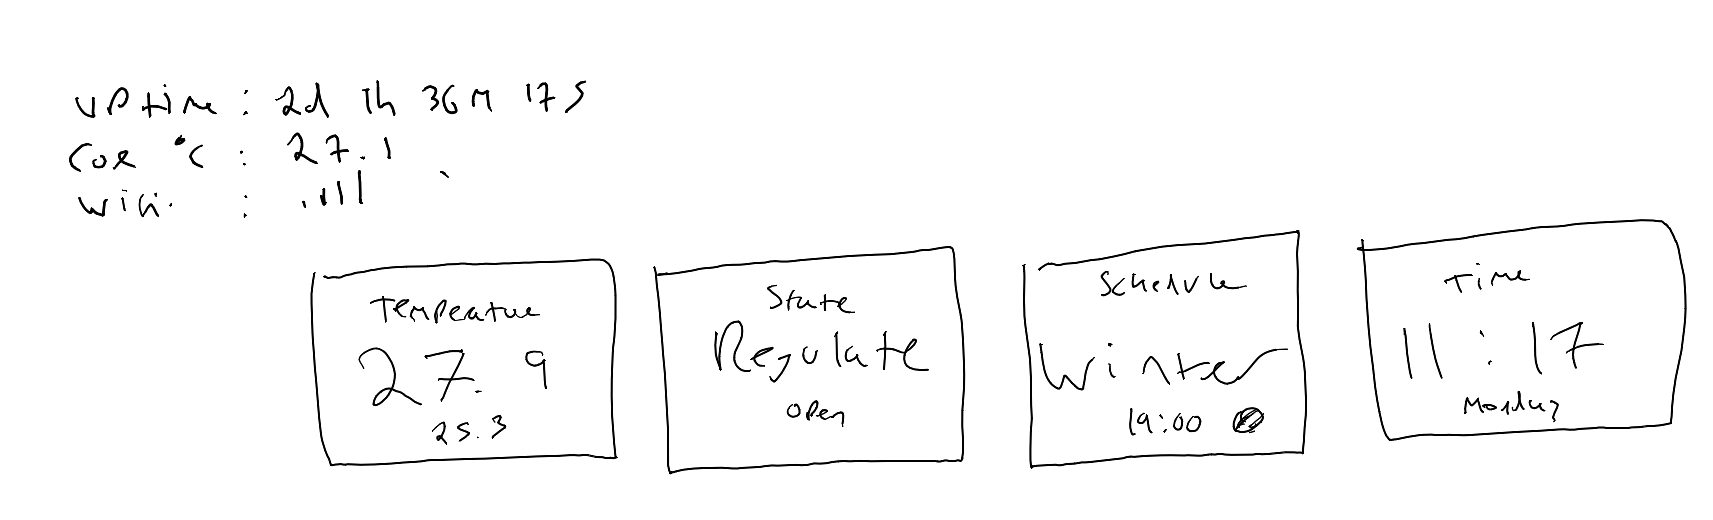 uptime : 2d 1h 36m 17s
Core °C : 27.1
wifi :
Temperature
27.9
25.3
State
Regulate
open
Schedule
Winter
19:00
Time
11:17
Monday